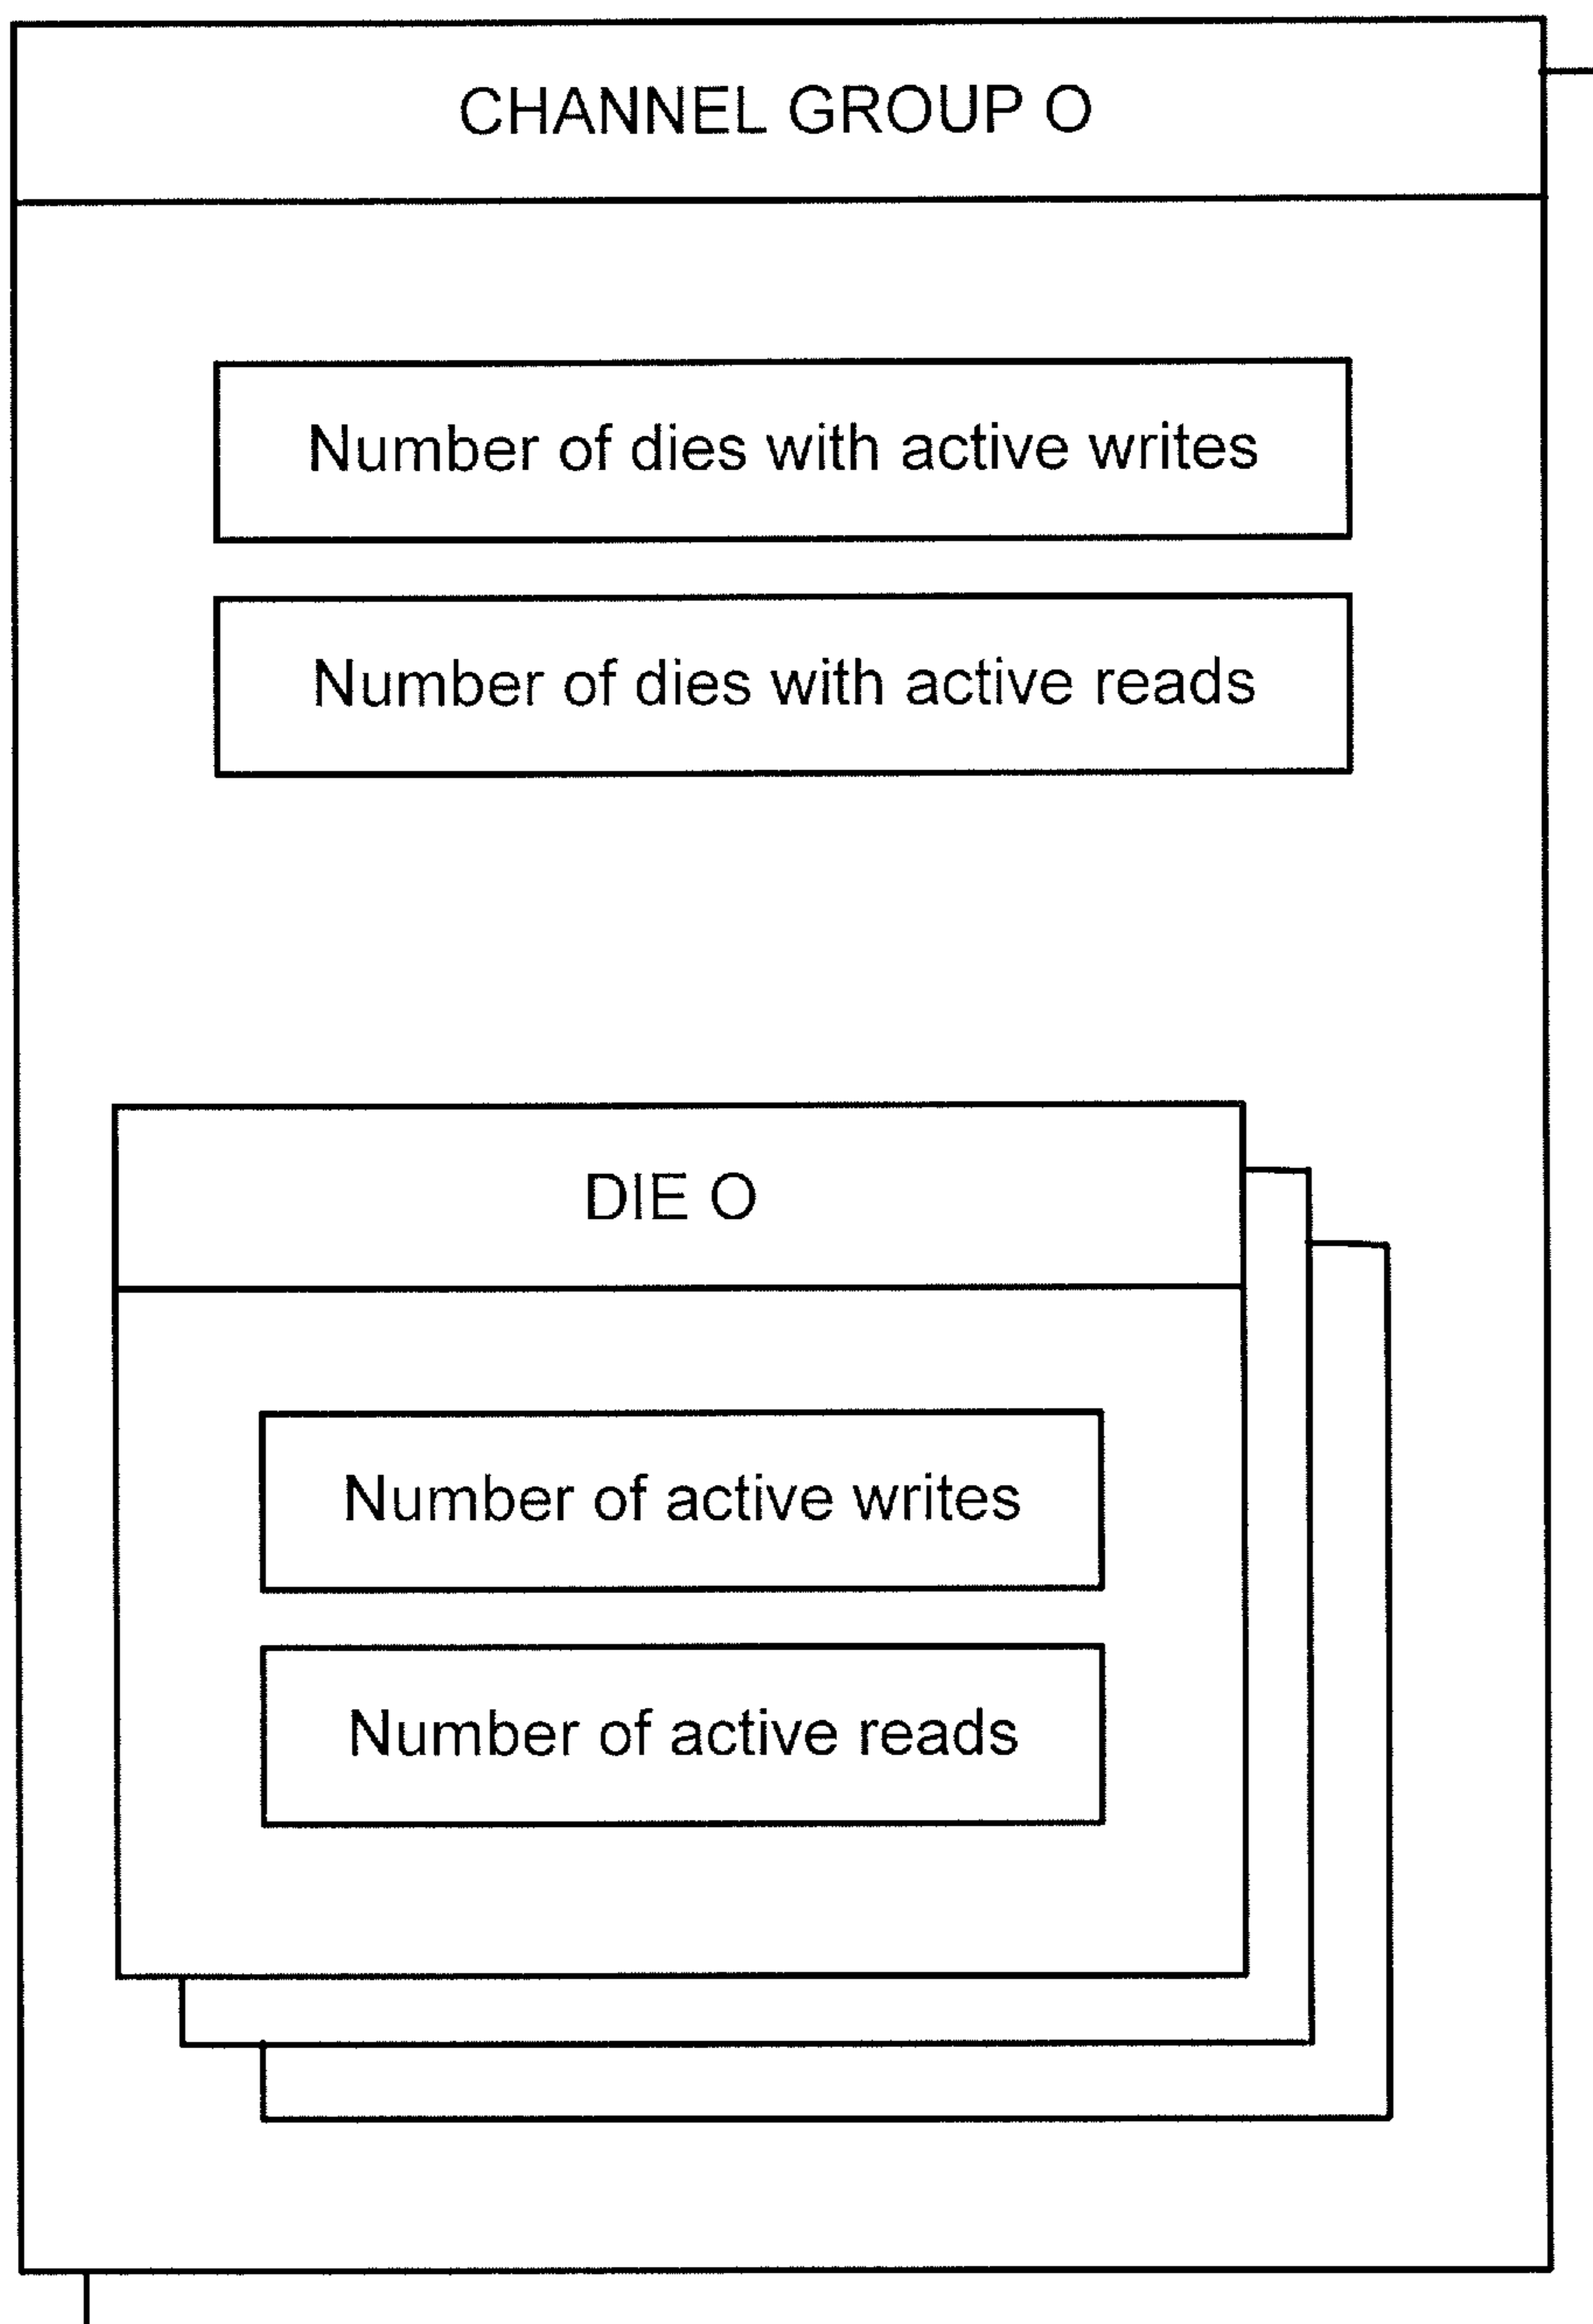 CHANNEL GROUP O
Number of dies with active writes
Number of dies with active reads
DIE O
Number of active writes
Number of active reads